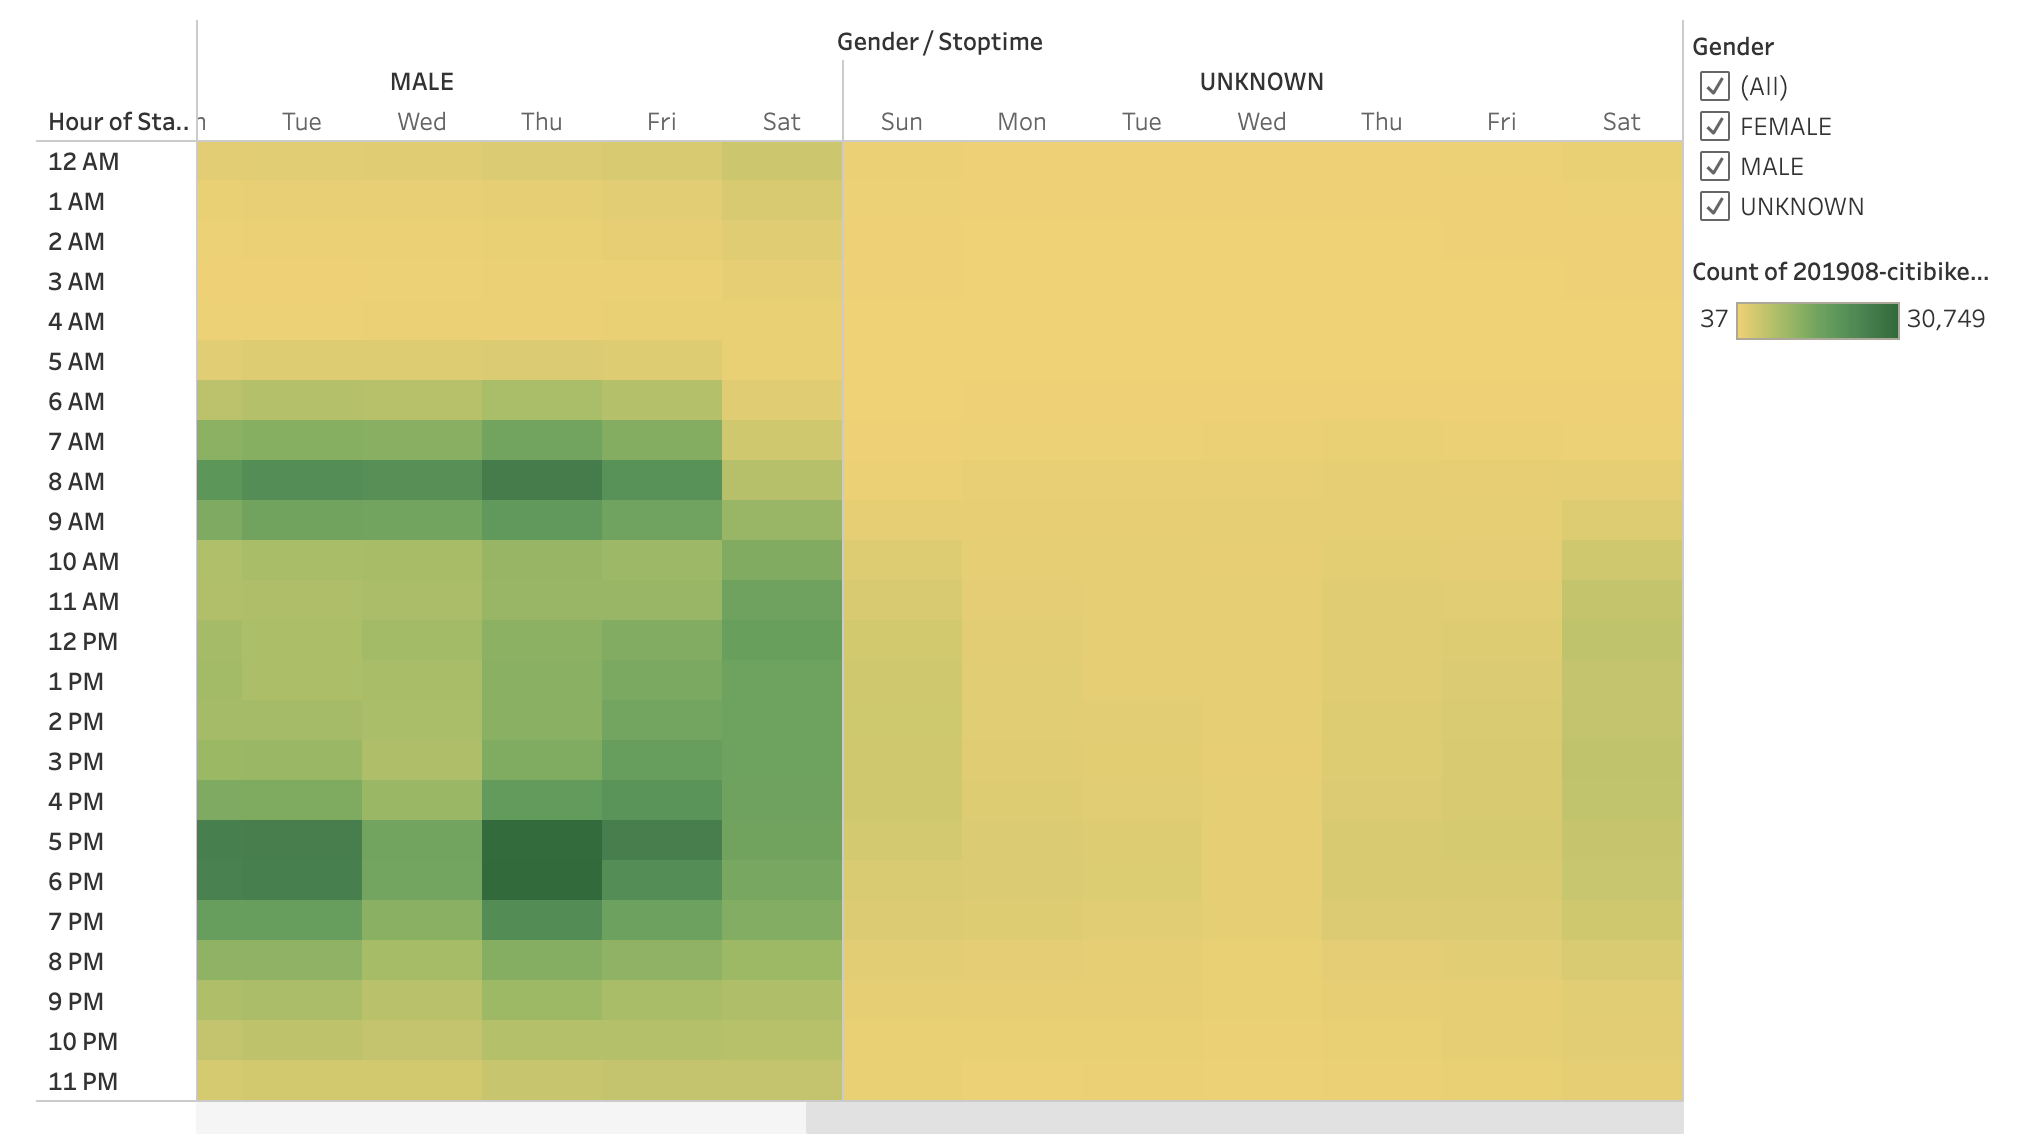 Gender / Stoptime
MALE UNKNOWN
Hour of Sta.. n Tue Wed Thu Fri Sat Sun Mon Tue Wed Thu Fri Sat
12 AM
1 AM
2 AM
3 AM
4 AM
5 AM
6 AM
7 AM
8 AM
9 AM
10 AM
11 AM
12 PM
1 PM
2 PM
3 PM
4 PM
5 PM
6 PM
7 PM
8 PM
9 PM
10 PM
11 PM
Gender
(All)
FEMALE
MALE
UNKNOWN
Count of 201908-citibike...
37 30,749